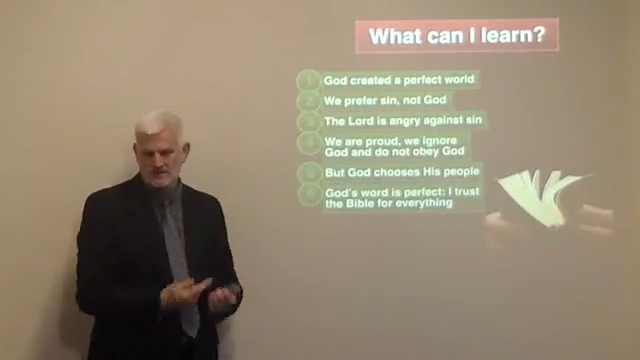 What can I learn?
1 God created a perfect world
2 We prefer sin, not God
3 The Lord is angry against sin
4 We are proud, we ignore
God and do not obey God
5 But God chooses His people
6 God's word is perfect: I trust
the Bible for everything